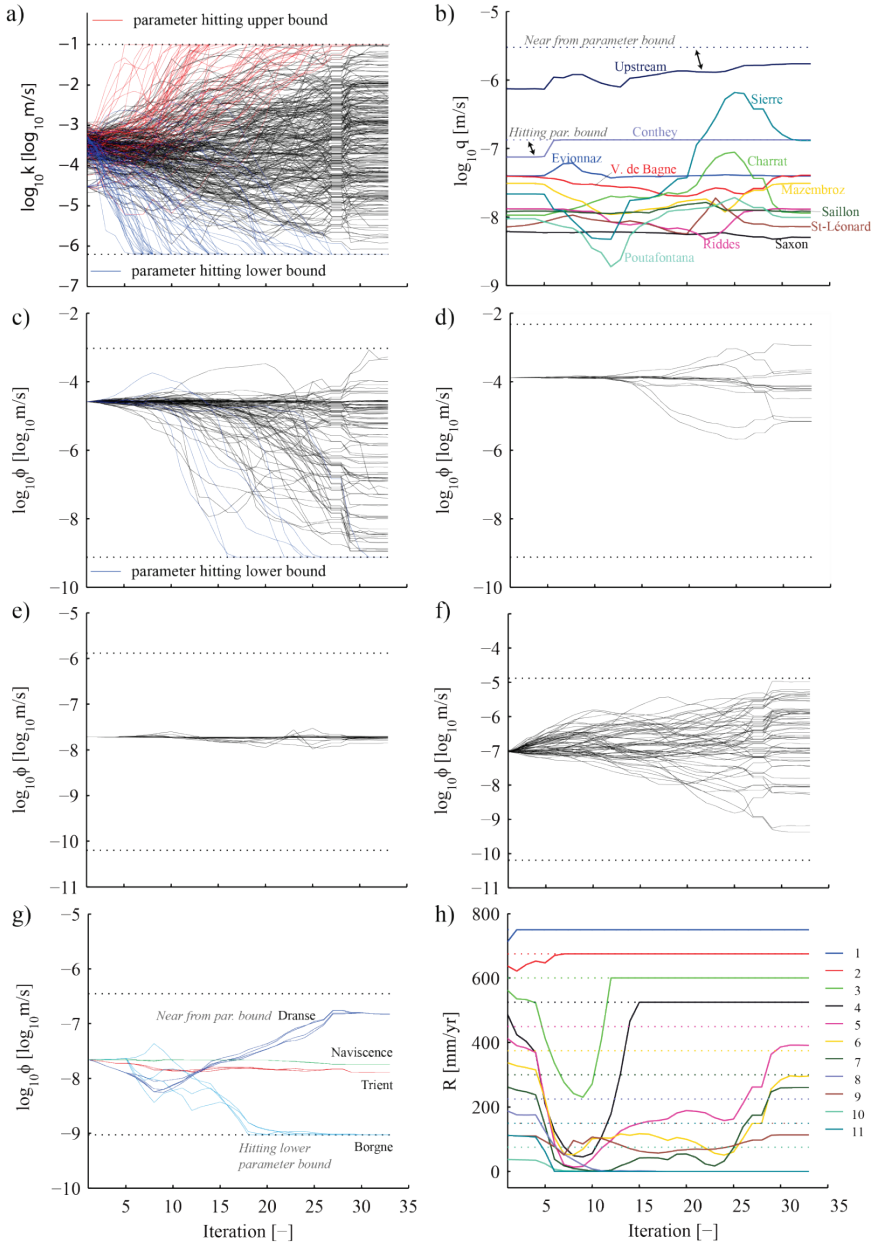 a)
parameter hitting upper bound
−1
−2
−3
−4
−5
−6
−7
log10k [log10m/s]
parameter hitting lower bound
b)
−5
−6
−7
−8
−9
log10q [m/s]
Near from parameter bound
Upstream
Sierre
Hitting par. bound
Conthey
Evionnaz
V. de Bagne
Charrat
Mazembroz
Saillon
St-Léonard
Riddes
Saxon
Poutafontana
c)
−2
−4
−6
−8
−10
log10ϕ [log10m/s]
parameter hitting lower bound
d)
−2
−4
−6
−8
−10
log10ϕ [log10m/s]
e)
−5
−6
−7
−8
−9
−10
−11
log10ϕ [log10m/s]
f)
−4
−5
−6
−7
−8
−9
−10
−11
log10ϕ [log10m/s]
g)
−5
−6
−7
−8
−9
−10
log10ϕ [log10m/s]
Near from par. bound
Dranse
Naviscence
Trient
Hitting lower
parameter bound
Borgne
5 10 15 20 25 30 35
Iteration [−]
h)
800
600
400
200
0
R [mm/yr]
1
2
3
4
5
6
7
8
9
10
11
5 10 15 20 25 30 35
Iteration [−]